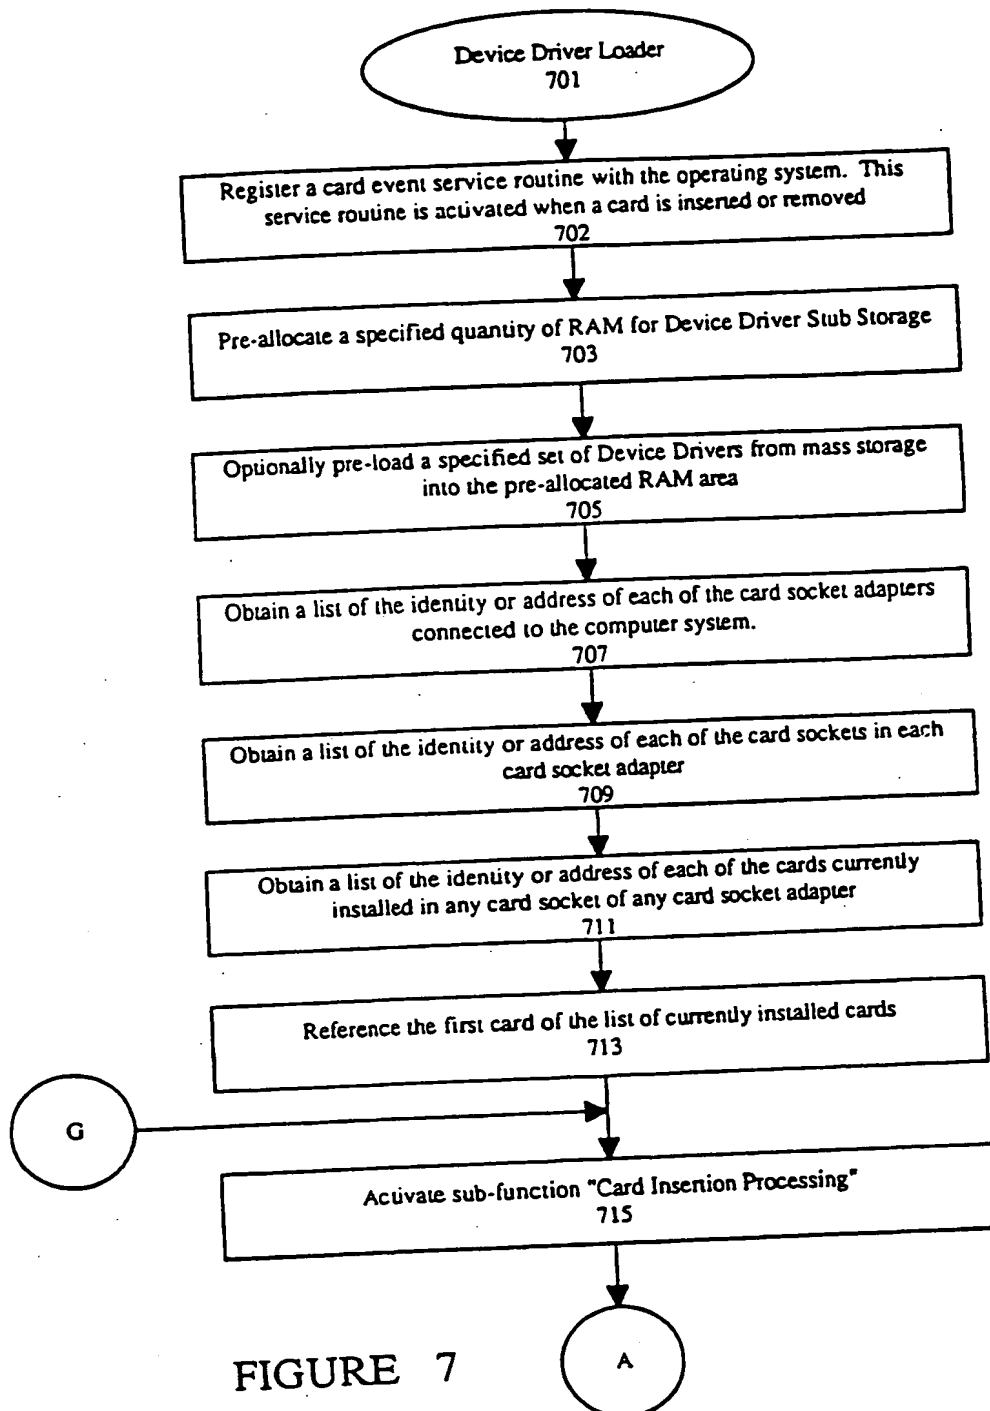 Device Driver Loader
701
Register a card event service routine with the operating system. This
service routine is activated when a card is inserted or removed
702
Pre-allocate a specified quantity of RAM for Device Driver Stub Storage
703
Optionally pre-load a specified set of Device Drivers from mass storage
into the pre-allocated RAM area
705
Obtain a list of the identity or address of each of the card socket adapters
connected to the computer system.
707
Obtain a list of the identity or address of each of the card sockets in each
card socket adapter
709
Obtain a list of the identity or address of each of the cards currently
installed in any card socket of any card socket adapter
711
Reference the first card of the list of currently installed cards
713
G
Activate sub-function "Card Insertion Processing"
715
A
FIGURE 7